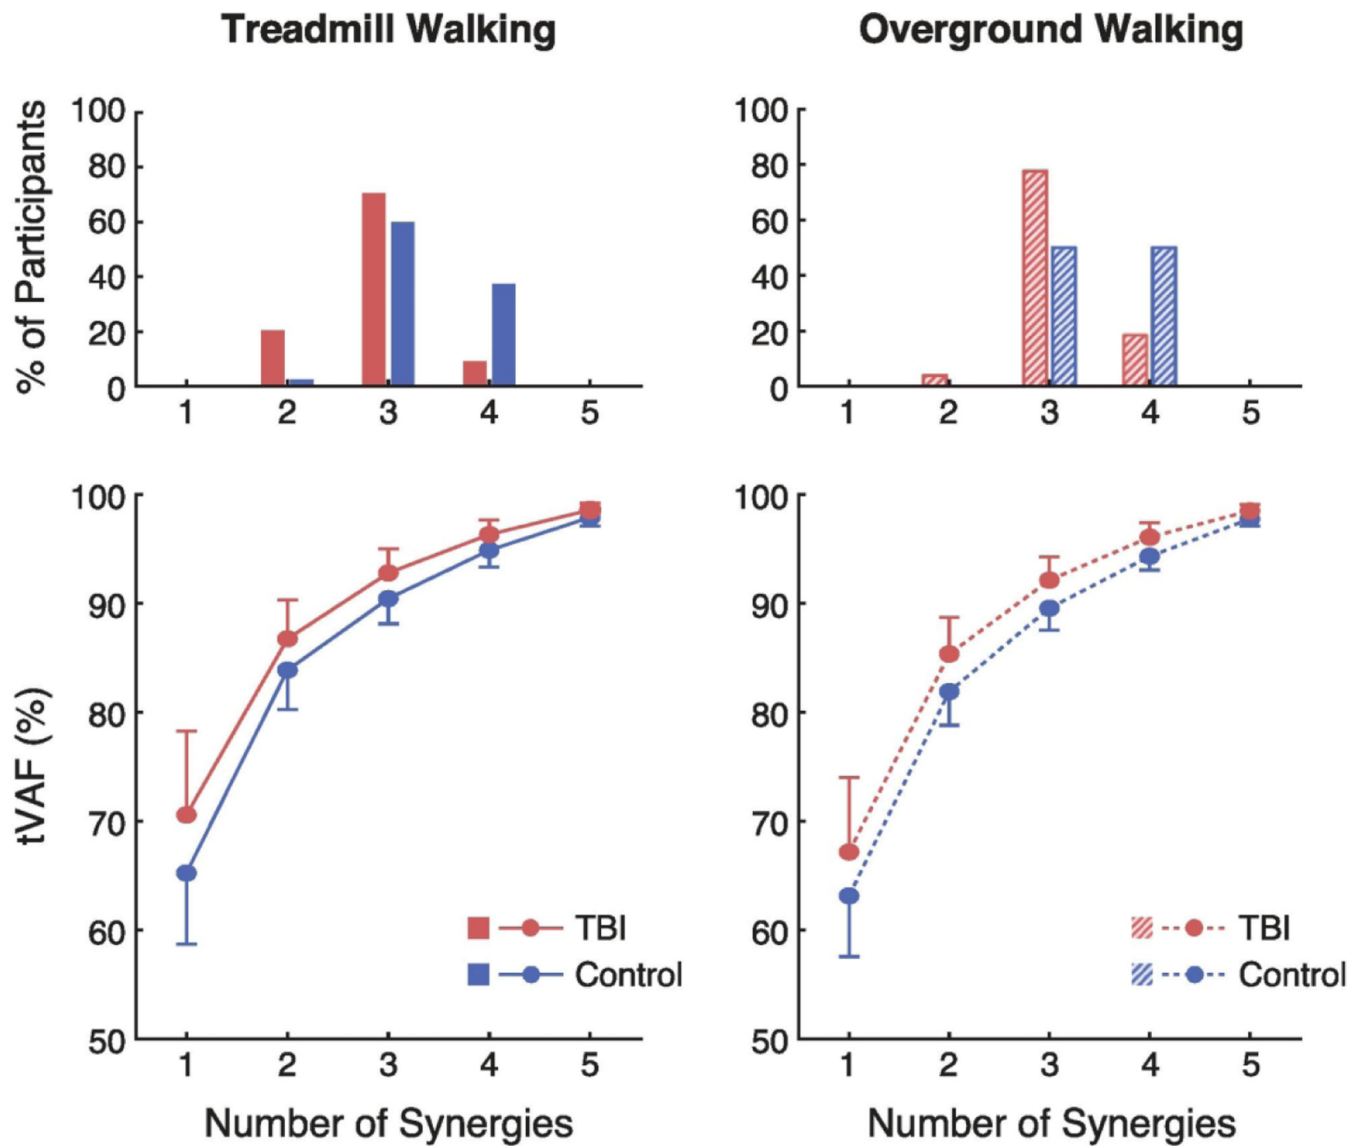 Treadmill Walking
Overground Walking
% of Participants
100
80
60
40
20
0
1 2 3 4 5
100
80
60
40
20
0
1 2 3 4 5
tVAF (%)
100
90
80
70
60
50
TBI
Control
1 2 3 4 5
Number of Synergies
100
90
80
70
60
50
TBI
Control
1 2 3 4 5
Number of Synergies